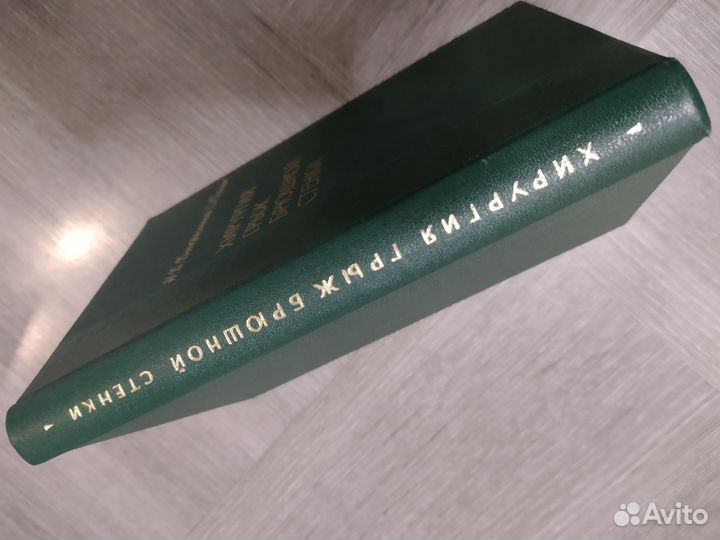 ХИРУРГИЯ
ГРЫЖ
БРЮШНОЙ
СТЕНКИ
ХИРУРГИЯ ГРЫЖ БРЮШНОЙ СТЕНКИ
Avito